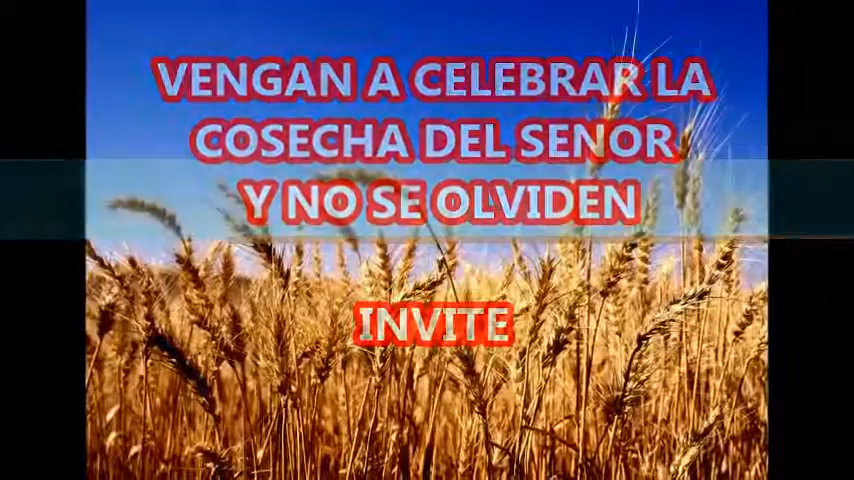 VENGAN A CELEBRAR LA
COSECHA DEL SENOR
Y NO SE OLVIDEN
INVITE